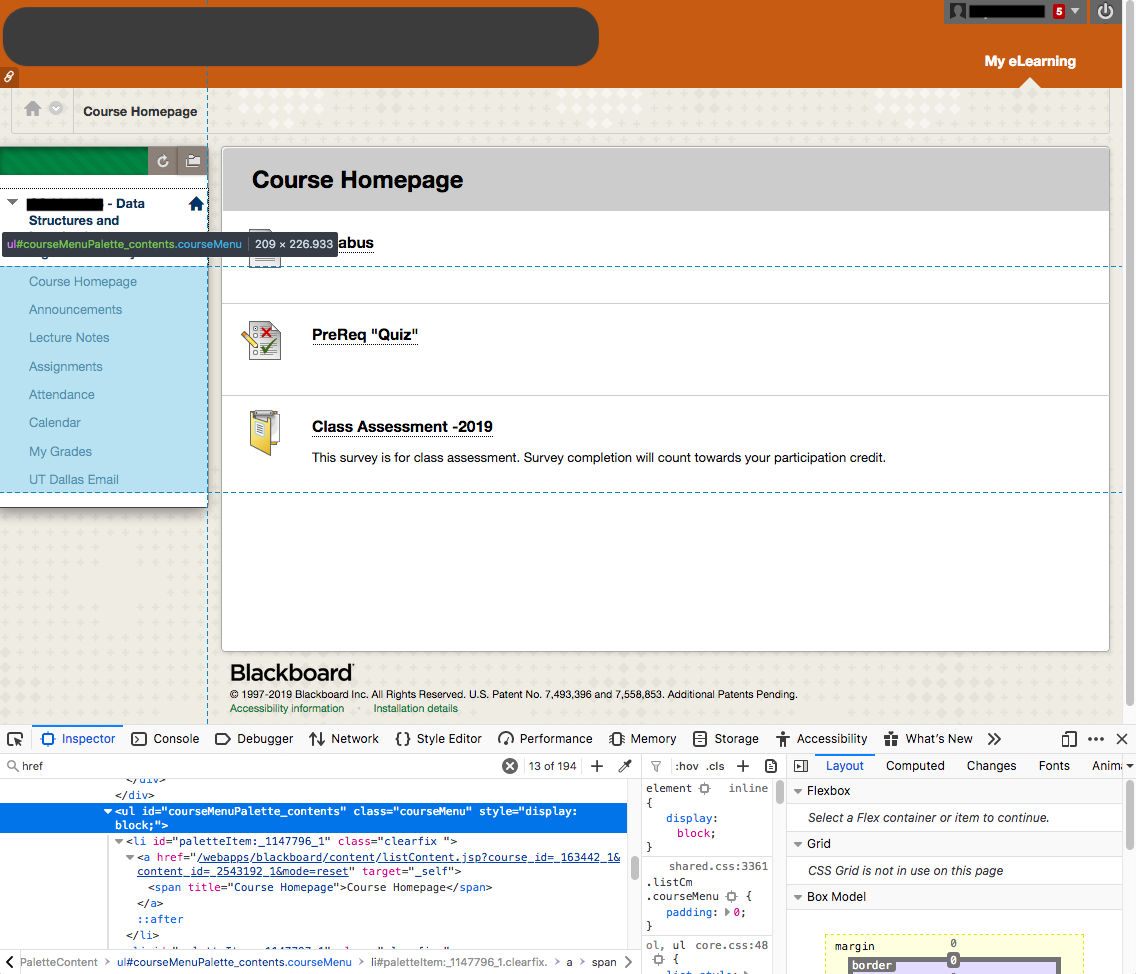 5
My eLearning
Course Homepage
- Data
Structures and
ul#courseMenuPalette_contents.courseMenu 209 × 226.933
Course Homepage
Announcements
Lecture Notes
Assignments
Attendance
Calendar
My Grades
UT Dallas Email
Course Homepage
abus
PreReq "Quiz"
Class Assessment -2019
This survey is for class assessment. Survey completion will count towards your participation credit.
Blackboard
© 1997-2019 Blackboard Inc. All Rights Reserved. U.S. Patent No. 7,493,396 and 7,558,853. Additional Patents Pending.
Accessibility information · Installation details
Inspector Console Debugger Network Style Editor Performance Memory Storage Accessibility What's New
href 13 of 194
</div>
</div>
<ul id="courseMenuPalette_contents" class="courseMenu" style="display:
block;">
<li id="paletteItem:_1147796_1" class="clearfix ">
<a href="/webapps/blackboard/content/listContent.jsp?course_id=_163442_1&
content_id=_2543192_1&mode=reset" target="_self">
<span title="Course Homepage">Course Homepage</span>
</a>
::after
</li>
PaletteContent > ul#courseMenuPalette_contents.courseMenu > li#paletteItem:_1147796_1.clearfix. > a > span
:hov .cls
element inline
{
display:
block;
}
shared.css:3361
.listCm
.courseMenu {
padding: 0;
}
ol, ul core.css:48
{
Layout Computed Changes Fonts Anim
Flexbox
Select a Flex container or item to continue.
Grid
CSS Grid is not in use on this page
Box Model
margin 0
border 0